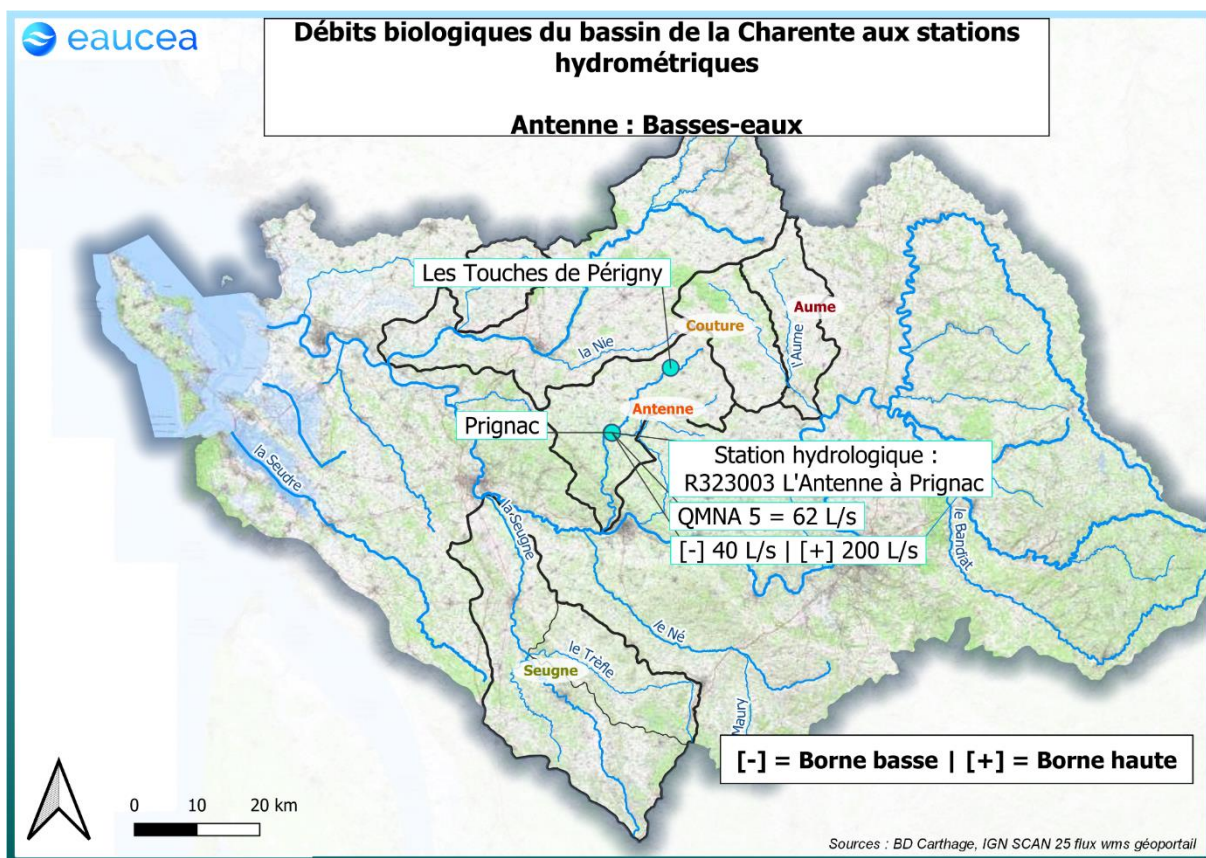 eaucea
Débits biologiques du bassin de la Charente aux stations
hydrométriques
Antenne : Basses-eaux
Les Touches de Périgny
Aume
Couture
la Nie
l'Aume
Antenne
Prignac
Station hydrologique :
R323003 L'Antenne à Prignac
QMNA 5 = 62 L/s
[-] 40 L/s | [+] 200 L/s
la Seudre
la Seugne
le Bandiat
le Né
le Trèfle
Seugne
Maury
[-] = Borne basse | [+] = Borne haute
0 10 20 km
Sources : BD Carthage, IGN SCAN 25 flux wms géoportail